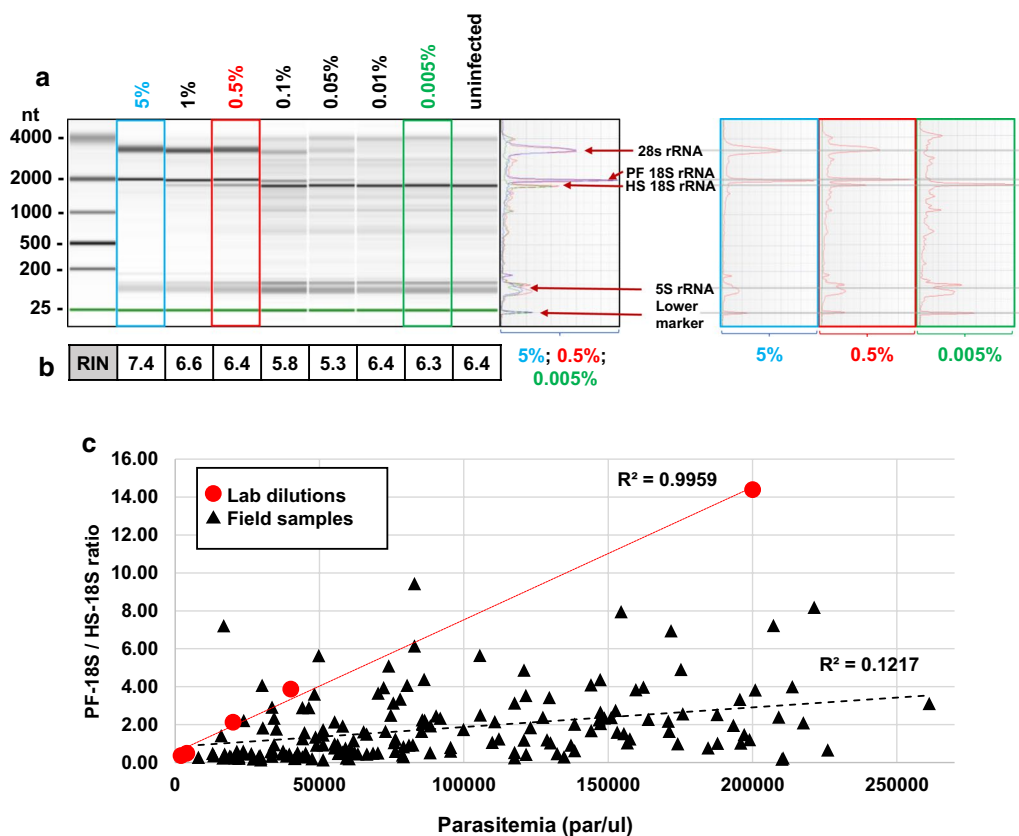 a
nt
5%
1%
0.5%
0.1%
0.05%
0.01%
0.005%
uninfected
4000 -
2000 -
1000 -
500 -
200 -
25 -
28s rRNA
PF 18S rRNA
HS 18S rRNA
5S rRNA
Lower
marker
b
RIN 7.4 6.6 6.4 5.8 5.3 6.4 6.3 6.4
5%; 0.5%;
0.005%
5% 0.5% 0.005%
c
PF-18S / HS-18S ratio
16.00
14.00
12.00
10.00
8.00
6.00
4.00
2.00
0.00
Lab dilutions
Field samples
R² = 0.9959
R² = 0.1217
0 50000 100000 150000 200000 250000
Parasitemia (par/ul)